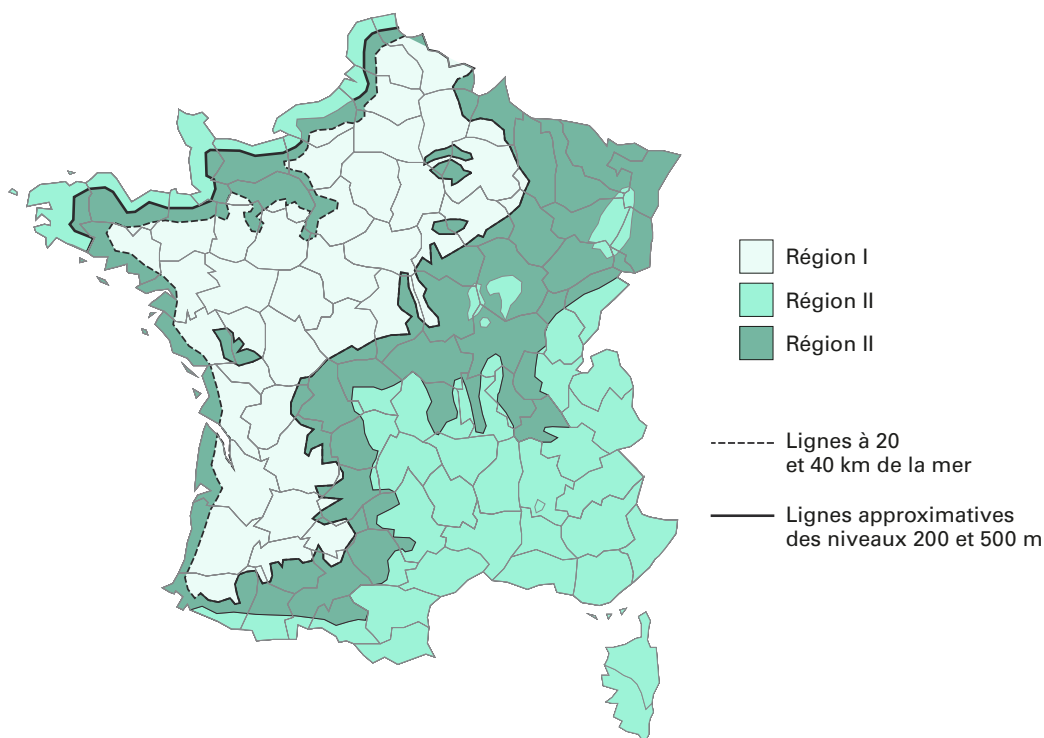 Région I
Région II
Région II
Lignes à 20
et 40 km de la mer
Lignes approximatives
des niveaux 200 et 500 m